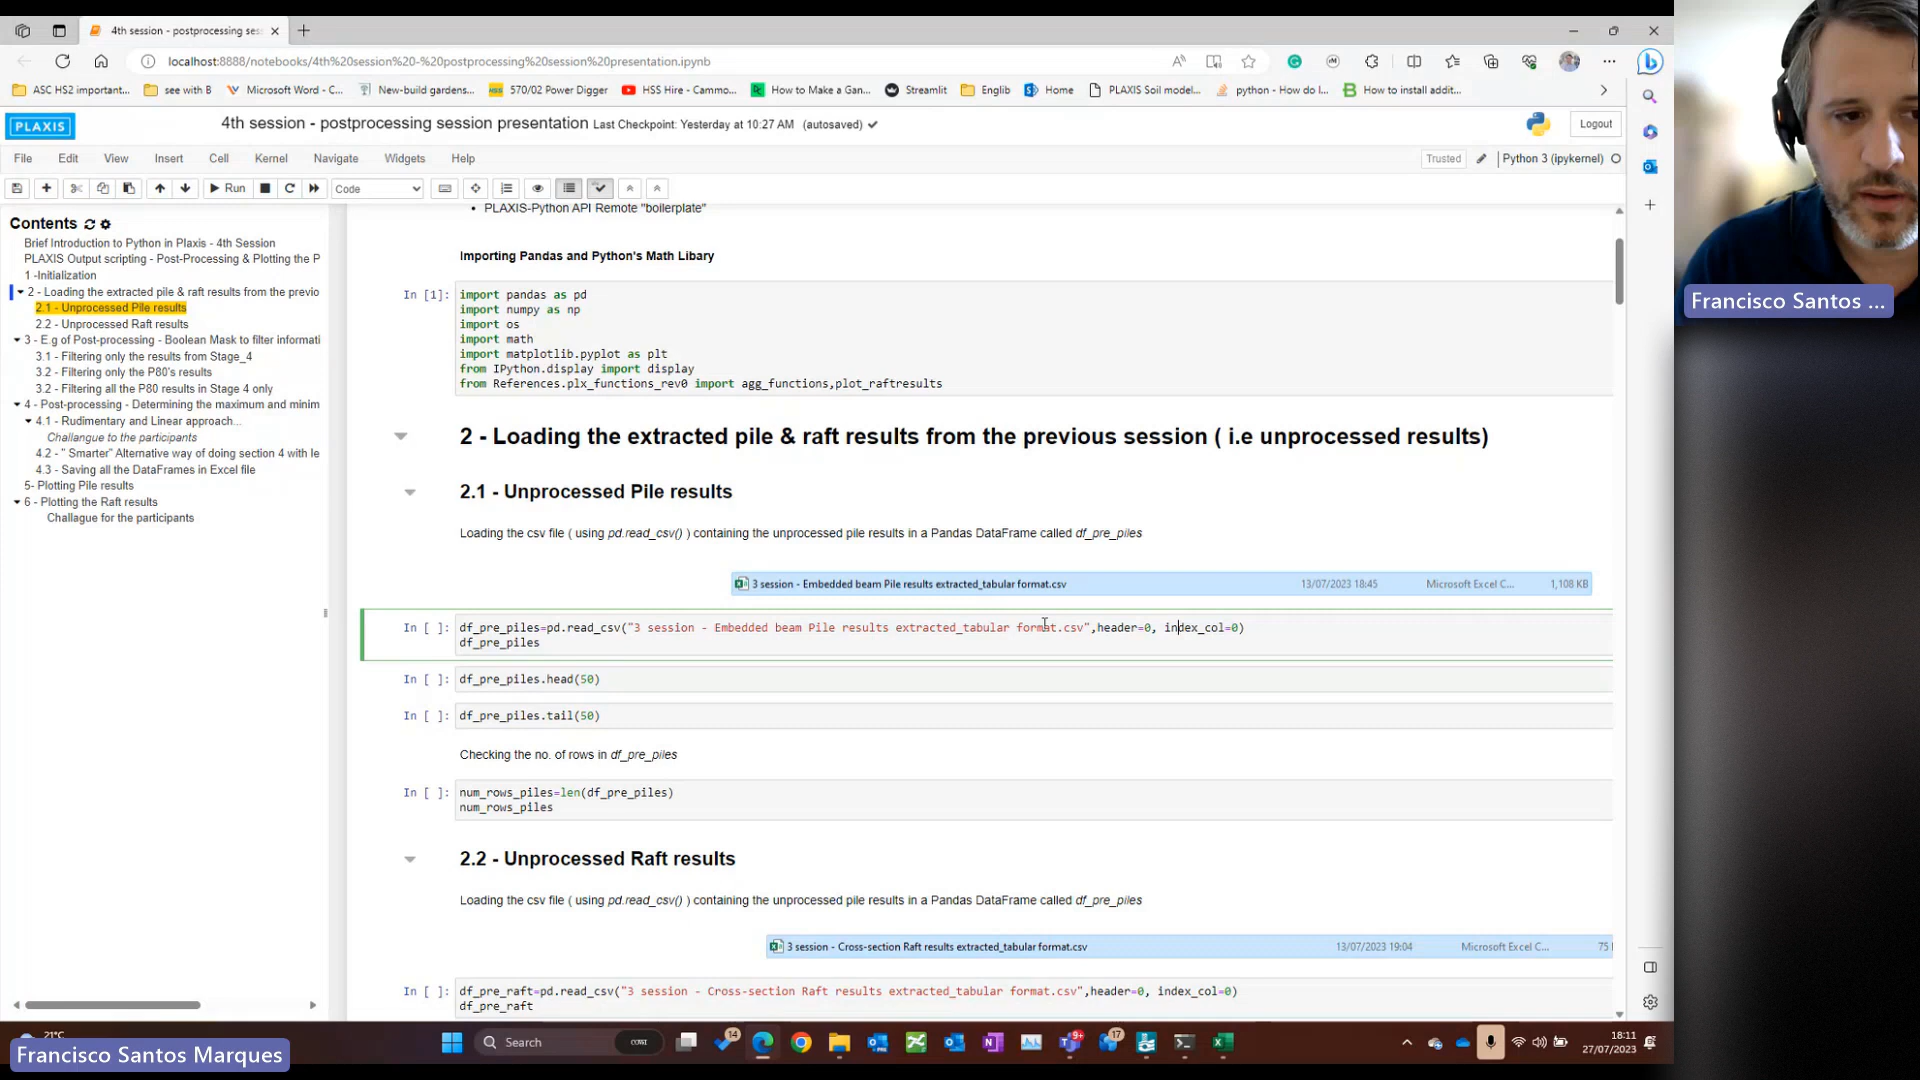 4th session - postprocessing ses
localhost:8888/notebooks/4th%20session%20-%20postprocessing%20session%20presentation.ipynb
ASC HS2 important... see with B Microsoft Word - C... New-build gardens... 570/02 Power Digger HSS Hire - Cammo... How to Make a Gan... Streamlit Englib Home PLAXIS Soil model... python - How do I... How to install addit...
PLAXIS
4th session - postprocessing session presentation Last Checkpoint: Yesterday at 10:27 AM (autosaved)
Logout
File Edit View Insert Cell Kernel Navigate Widgets Help
Trusted
Python 3 (ipykernel)
Run
Code
Contents
Brief Introduction to Python in Plaxis - 4th Session
PLAXIS Output scripting - Post-Processing & Plotting the P
1 -Initialization
2 - Loading the extracted pile & raft results from the previo
2.1 - Unprocessed Pile results
2.2 - Unprocessed Raft results
3 - E.g of Post-processing - Boolean Mask to filter informati
3.1 - Filtering only the results from Stage_4
3.2 - Filtering only the P80's results
3.2 - Filtering all the P80 results in Stage 4 only
4 - Post-processing - Determining the maximum and minim
4.1 - Rudimentary and Linear approach...
Challangue to the participants
4.2 - " Smarter" Alternative way of doing section 4 with le
4.3 - Saving all the DataFrames in Excel file
5- Plotting Pile results
6 - Plotting the Raft results
Challague for the participants
• PLAXIS-Python API Remote "boilerplate"
Importing Pandas and Python's Math Libary
In [1]: import pandas as pd
import numpy as np
import os
import math
import matplotlib.pyplot as plt
from IPython.display import display
from References.plx_functions_rev0 import agg_functions,plot_raftresults
2 - Loading the extracted pile & raft results from the previous session ( i.e unprocessed results)
2.1 - Unprocessed Pile results
Loading the csv file ( using pd.read_csv() ) containing the unprocessed pile results in a Pandas DataFrame called df_pre_piles
3 session - Embedded beam Pile results extracted_tabular format.csv 13/07/2023 18:45 Microsoft Excel C... 1,108 KB
In [ ]: df_pre_piles=pd.read_csv("3 session - Embedded beam Pile results extracted_tabular format.csv",header=0, index_col=0)
df_pre_piles
In [ ]: df_pre_piles.head(50)
In [ ]: df_pre_piles.tail(50)
Checking the no. of rows in df_pre_piles
In [ ]: num_rows_piles=len(df_pre_piles)
num_rows_piles
2.2 - Unprocessed Raft results
Loading the csv file ( using pd.read_csv() ) containing the unprocessed pile results in a Pandas DataFrame called df_pre_piles
3 session - Cross-section Raft results extracted_tabular format.csv 13/07/2023 19:04 Microsoft Excel C... 75
In [ ]: df_pre_raft=pd.read_csv("3 session - Cross-section Raft results extracted_tabular format.csv",header=0, index_col=0)
df_pre_raft
Francisco Santos ...
21°C
Francisco Santos Marques
Search
14
9+
17
18:11
27/07/2023